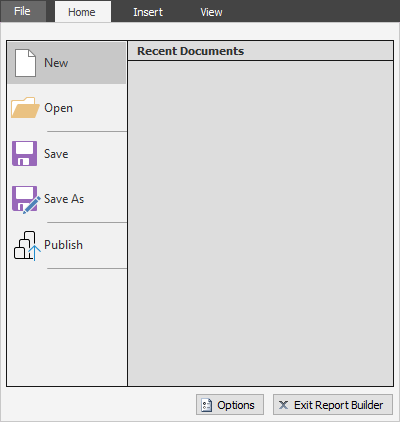 File Home Insert View
Recent Documents
New
Open
Save
Save As
Publish
Options Exit Report Builder